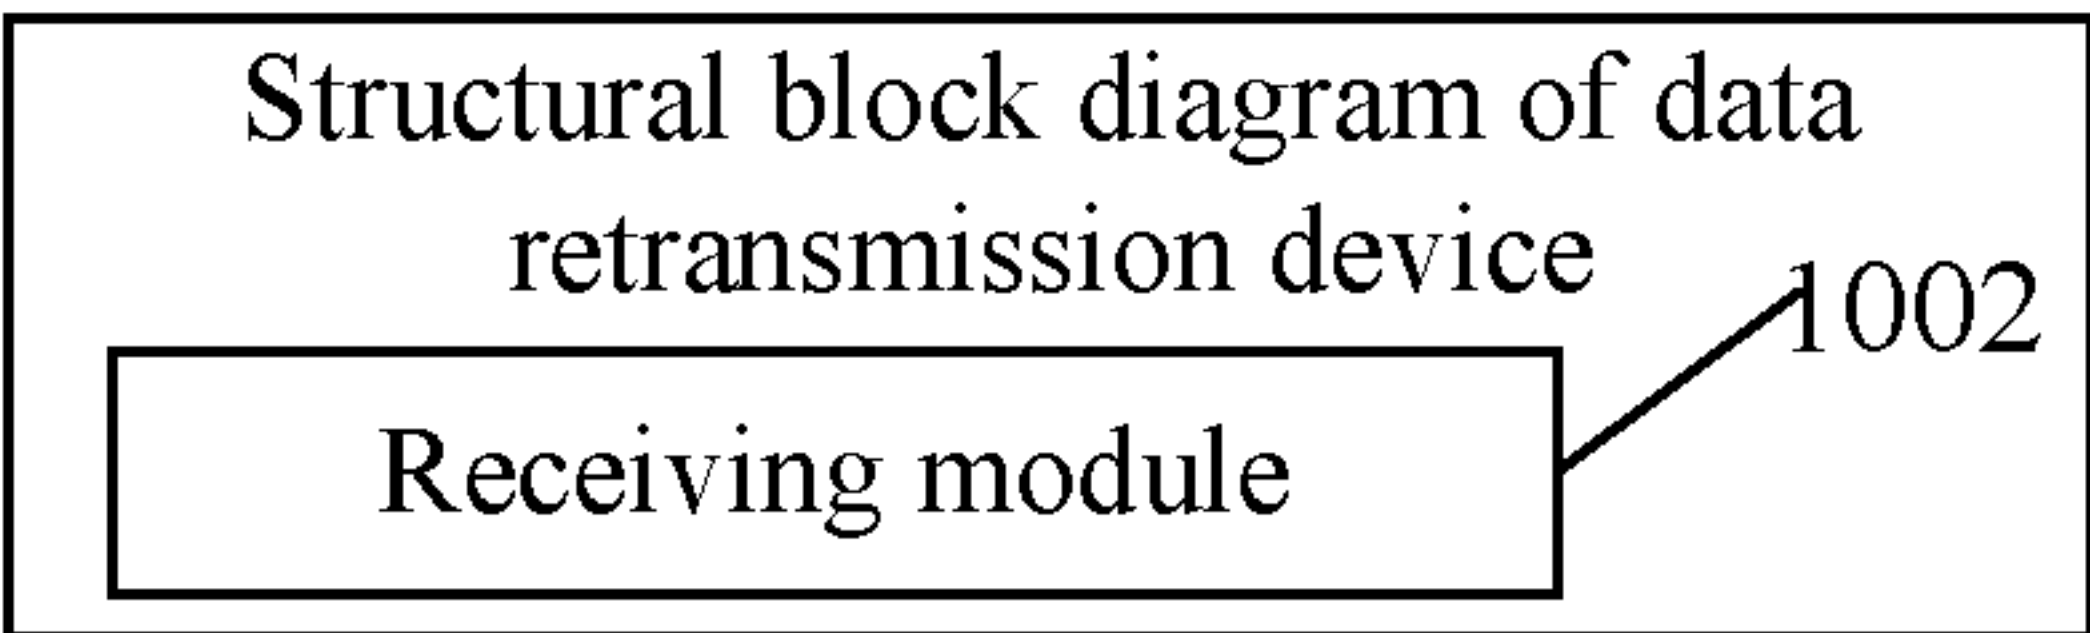 Structural block diagram of data
retransmission device
1002
Receiving module